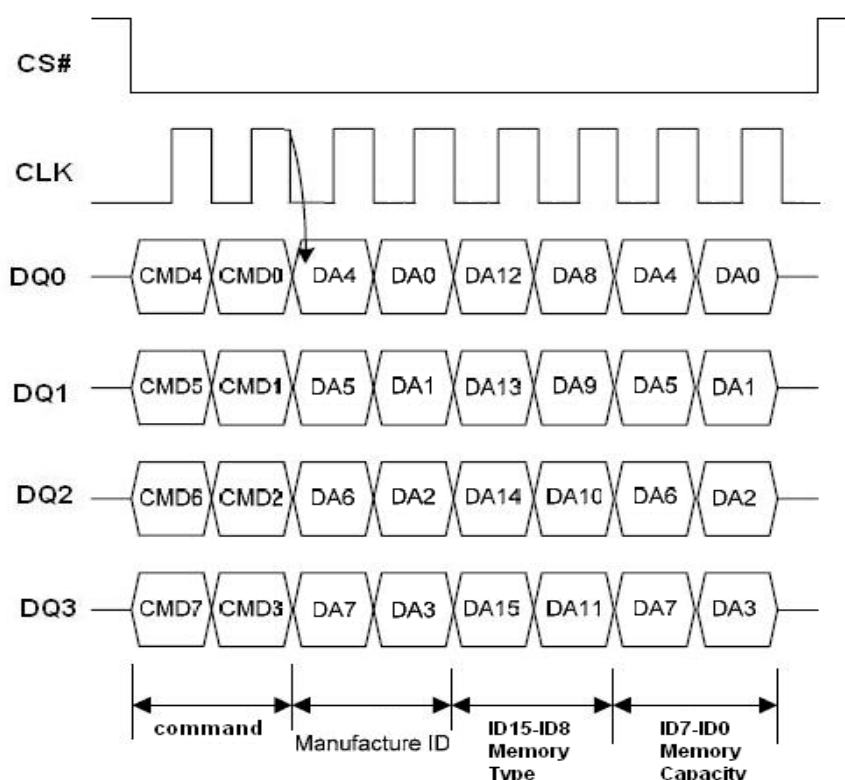 CS#
CLK
DQ0 CMD4 CMD0 DA4 DA0 DA12 DA8 DA4 DA0
DQ1 CMD5 CMD1 DA5 DA1 DA13 DA9 DA5 DA1
DQ2 CMD6 CMD2 DA6 DA2 DA14 DA10 DA6 DA2
DQ3 CMD7 CMD3 DA7 DA3 DA15 DA11 DA7 DA3
command
Manufacture ID
ID15-ID8
Memory
Type
ID7-ID0
Memory
Capacity